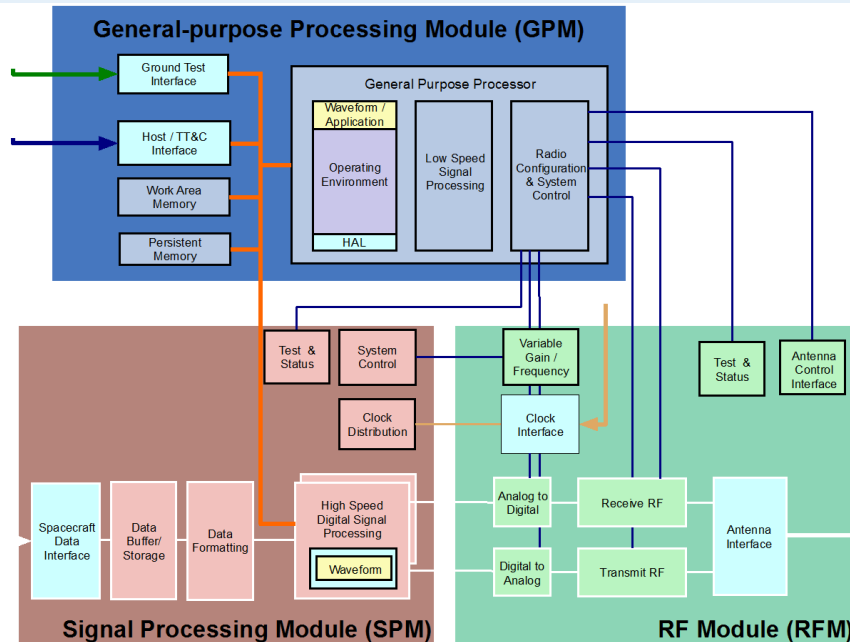 General-purpose Processing Module (GPM)
Ground Test
Interface
Host / TT&C
Interface
Work Area
Memory
Persistent
Memory
General Purpose Processor
Waveform /
Application
Operating
Environment
HAL
Low Speed
Signal
Processing
Radio
Configuration
& System
Control
Test &
Status
System
Control
Clock
Distribution
Spacecraft
Data
Interface
Data
Buffer/
Storage
Data
Formatting
High Speed
Digital Signal
Processing
Waveform
Signal Processing Module (SPM)
Variable
Gain /
Frequency
Clock
Interface
Test &
Status
Antenna
Control
Interface
Analog to
Digital
Receive RF
Digital to
Analog
Transmit RF
Antenna
Interface
RF Module (RFM)